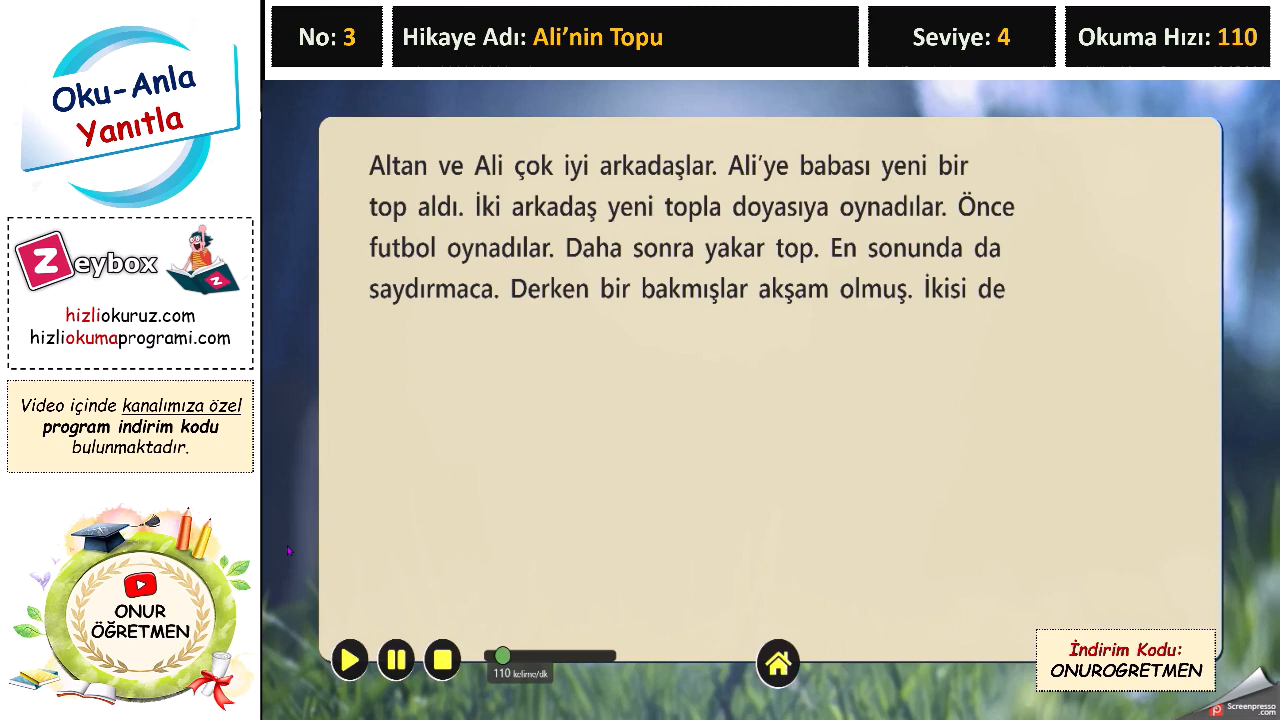 No: 3
Hikaye Adı: Ali’nin Topu
Seviye: 4
Okuma Hızı: 110
Oku-Anla
Yanıtla
Zeybox
hizliokuruz.com
hizliokumaprogrami.com
Video içinde kanalımıza özel
program indirim kodu
bulunmaktadır.
ONUR
ÖĞRETMEN
Altan ve Ali çok iyi arkadaşlar. Ali’ye babası yeni bir
top aldı. İki arkadaş yeni topla doyasıya oynadılar. Önce
futbol oynadılar. Daha sonra yakar top. En sonunda da
saydırmaca. Derken bir bakmışlar akşam olmuş. İkisi de
110 kelime/dk
İndirim Kodu:
ONUROGRETMEN
Screenpresso
.com